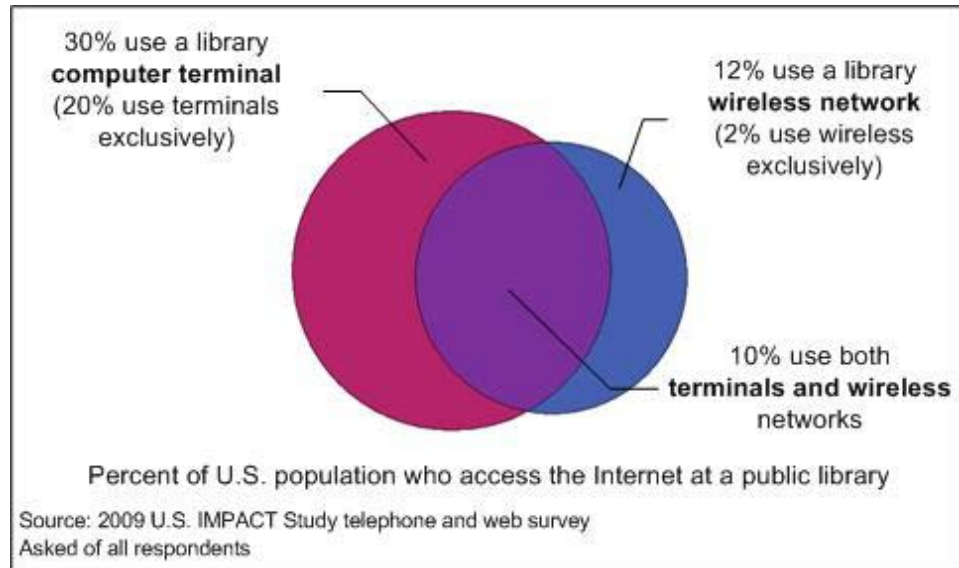 30% use a library
computer terminal
(20% use terminals
exclusively)
12% use a library
wireless network
(2% use wireless
exclusively)
10% use both
terminals and wireless
networks
Percent of U.S. population who access the Internet at a public library
Source: 2009 U.S. IMPACT Study telephone and web survey
Asked of all respondents